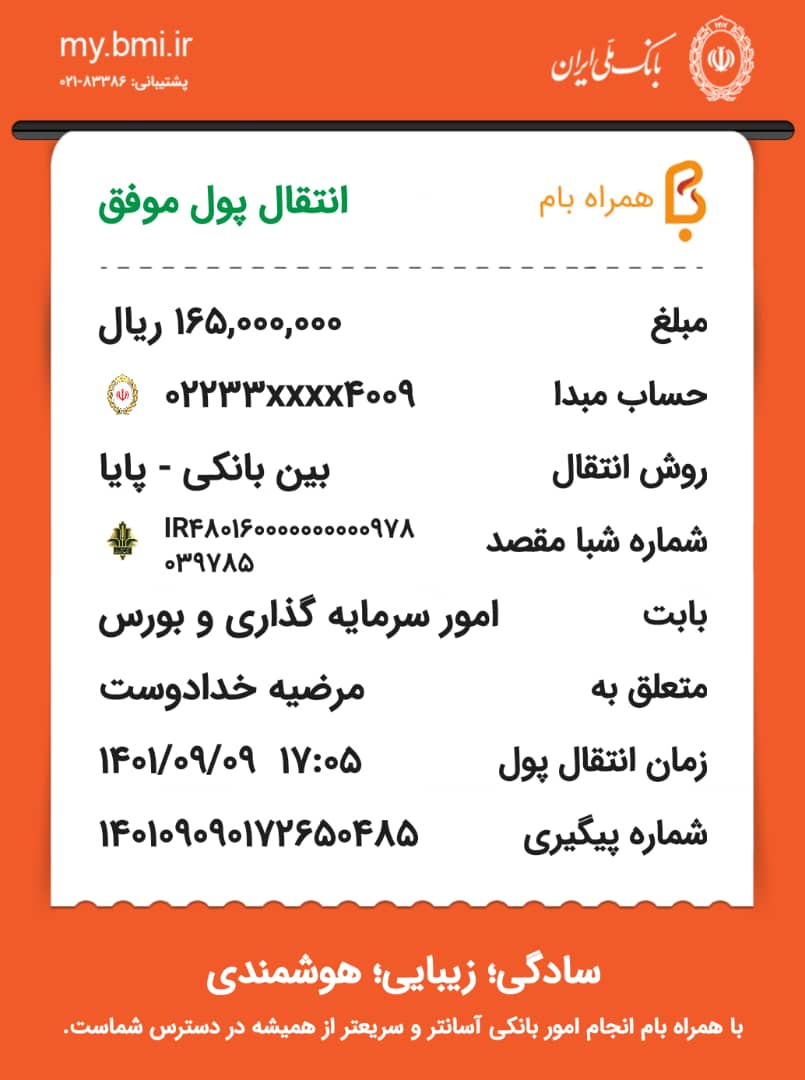 my.bmi.ir
پشتیبانی: ۸۳۳۸۶-۰۲۱
بانک ملی ایران
همراه بام
انتقال پول موفق
مبلغ ۱۶۵,۰۰۰,۰۰۰ ریال
حساب مبدا ۰۲۲۳۳xxxx۴۰۰۹
روش انتقال بین بانکی - پایا
شماره شبا مقصد IR۴۸۰۱۶۰۰۰۰۰۰۰۰۰۰۹۷۸
۰۳۹۷۸۵
بابت امور سرمایه گذاری و بورس
متعلق به مرضیه خدادوست
زمان انتقال پول ۱۷:۰۵ ۱۴۰۱/۰۹/۰۹
شماره پیگیری ۱۴۰۱۰۹۰۹۰۱۷۲۶۵۰۴۸۵
سادگی؛ زیبایی؛ هوشمندی
با همراه بام انجام امور بانکی آسانتر و سریعتر از همیشه در دسترس شماست.